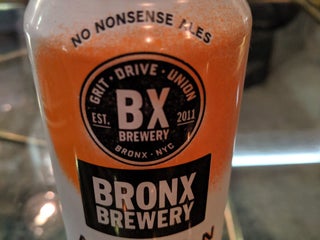 NO NONSENSE ALES
GRIT · DRIVE · UNION
EST. BX 2011
BREWERY
BRONX · NYC
BRONX
BREWERY